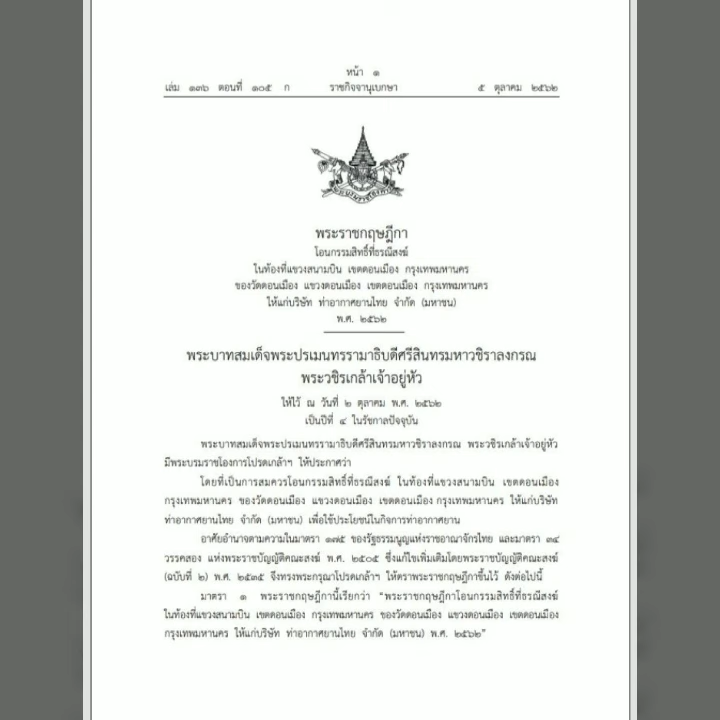 หน้า ๑
เล่ม ๑๓๖ ตอนที่ ๑๐๕ ก ราชกิจจานุเบกษา ๕ ตุลาคม ๒๕๖๒
พระราชกฤษฎีกา
โอนกรรมสิทธิ์ที่ธรณีสงฆ์
ในท้องที่แขวงสนามบิน เขตดอนเมือง กรุงเทพมหานคร
ของวัดดอนเมือง แขวงดอนเมือง เขตดอนเมือง กรุงเทพมหานคร
ให้แก่บริษัท ท่าอากาศยานไทย จำกัด (มหาชน)
พ.ศ. ๒๕๖๒
พระบาทสมเด็จพระปรเมนทรรามาธิบดีศรีสินทรมหาวชิราลงกรณ
พระวชิรเกล้าเจ้าอยู่หัว
ให้ไว้ ณ วันที่ ๒ ตุลาคม พ.ศ. ๒๕๖๒
เป็นปีที่ ๔ ในรัชกาลปัจจุบัน
พระบาทสมเด็จพระปรเมนทรรามาธิบดีศรีสินทรมหาวชิราลงกรณ พระวชิรเกล้าเจ้าอยู่หัว
มีพระบรมราชโองการโปรดเกล้าฯ ให้ประกาศว่า
โดยที่เป็นการสมควรโอนกรรมสิทธิ์ที่ธรณีสงฆ์ ในท้องที่แขวงสนามบิน เขตดอนเมือง
กรุงเทพมหานคร ของวัดดอนเมือง แขวงดอนเมือง เขตดอนเมือง กรุงเทพมหานคร ให้แก่บริษัท
ท่าอากาศยานไทย จำกัด (มหาชน) เพื่อใช้ประโยชน์ในกิจการท่าอากาศยาน
อาศัยอำนาจตามความในมาตรา ๑๗๕ ของรัฐธรรมนูญแห่งราชอาณาจักรไทย และมาตรา ๓๔
วรรคสอง แห่งพระราชบัญญัติคณะสงฆ์ พ.ศ. ๒๕๐๕ ซึ่งแก้ไขเพิ่มเติมโดยพระราชบัญญัติคณะสงฆ์
(ฉบับที่ ๒) พ.ศ. ๒๕๓๕ จึงทรงพระกรุณาโปรดเกล้าฯ ให้ตราพระราชกฤษฎีกาขึ้นไว้ ดังต่อไปนี้
มาตรา ๑ พระราชกฤษฎีกานี้เรียกว่า “พระราชกฤษฎีกาโอนกรรมสิทธิ์ที่ธรณีสงฆ์
ในท้องที่แขวงสนามบิน เขตดอนเมือง กรุงเทพมหานคร ของวัดดอนเมือง แขวงดอนเมือง เขตดอนเมือง
กรุงเทพมหานคร ให้แก่บริษัท ท่าอากาศยานไทย จำกัด (มหาชน) พ.ศ. ๒๕๖๒”